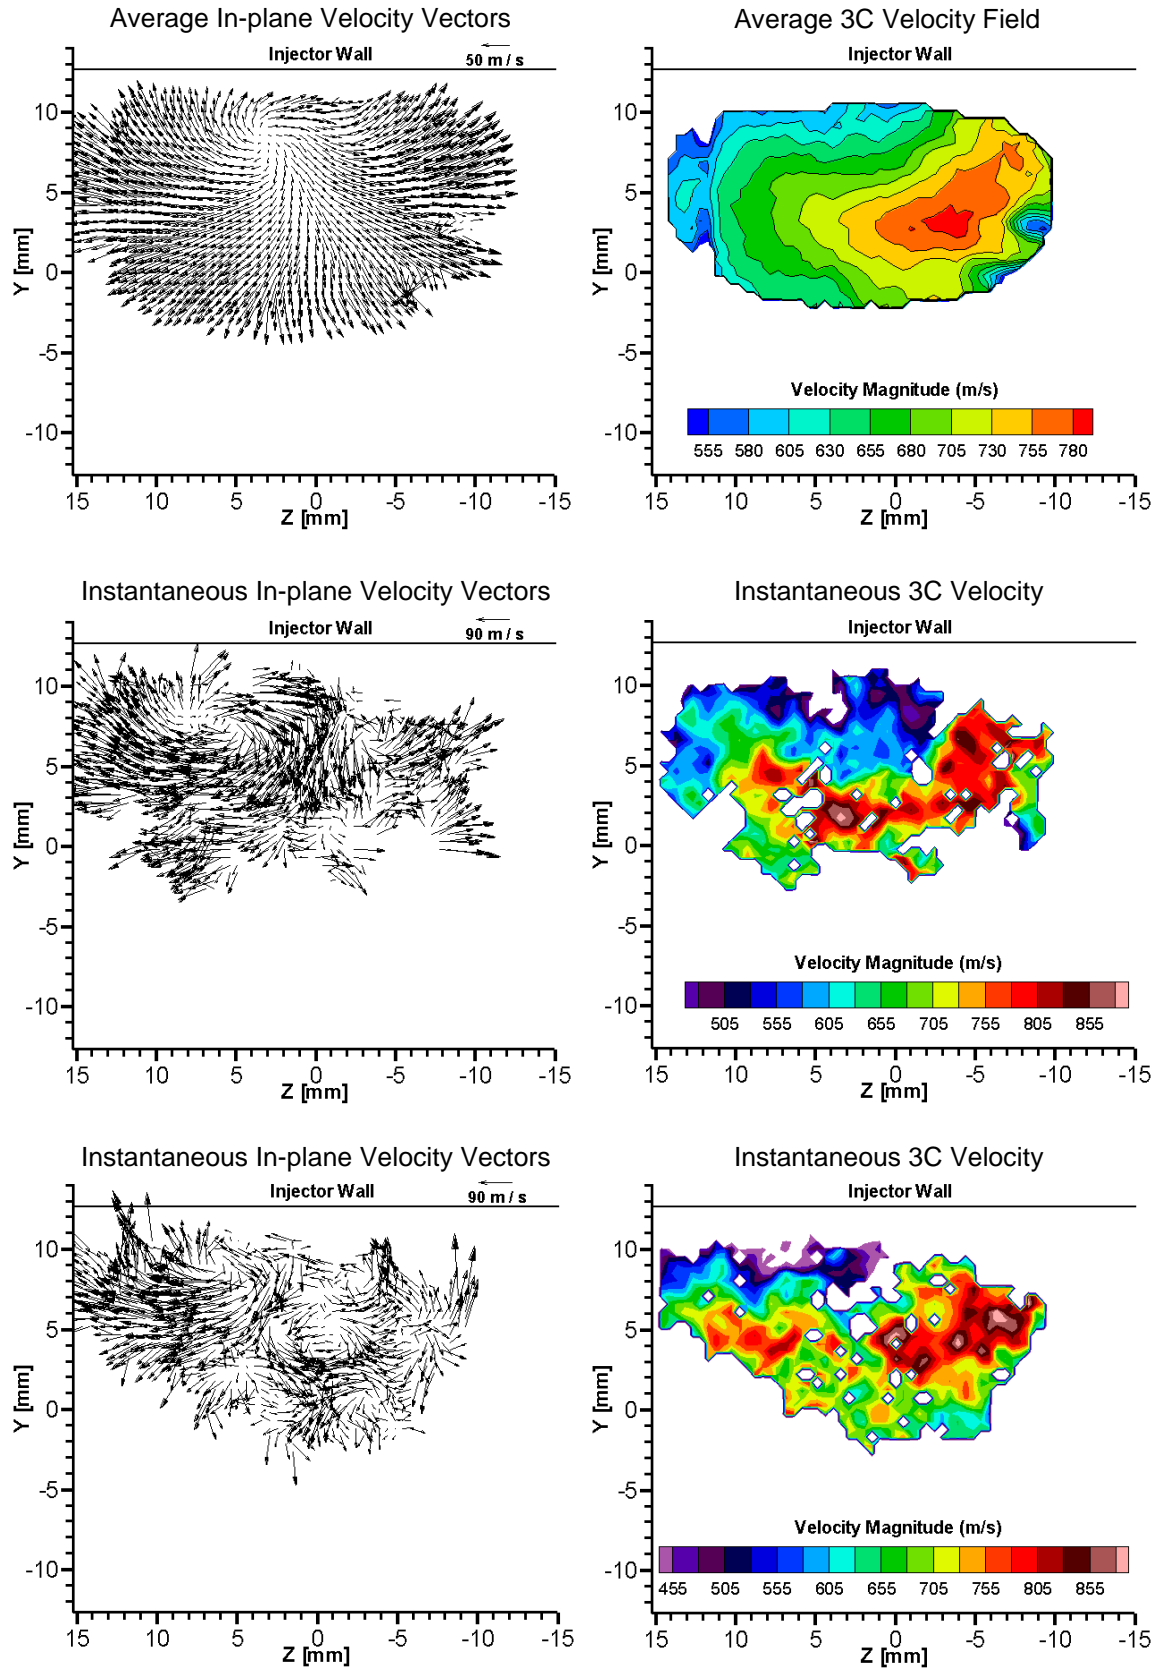 Average In-plane Velocity Vectors
Injector Wall
50 m / s
10
5
0
-5
-10
Y [mm]
15 10 5 0 -5 -10 -15
Z [mm]
Average 3C Velocity Field
Injector Wall
10
5
0
-5
-10
Y [mm]
Velocity Magnitude (m/s)
555 580 605 630 655 680 705 730 755 780
15 10 5 0 -5 -10 -15
Z [mm]
Instantaneous In-plane Velocity Vectors
Injector Wall
90 m / s
10
5
0
-5
-10
Y [mm]
15 10 5 0 -5 -10 -15
Z [mm]
Instantaneous 3C Velocity
Injector Wall
10
5
0
-5
-10
Y [mm]
Velocity Magnitude (m/s)
505 555 605 655 705 755 805 855
15 10 5 0 -5 -10 -15
Z [mm]
Instantaneous In-plane Velocity Vectors
Injector Wall
90 m / s
10
5
0
-5
-10
Y [mm]
15 10 5 0 -5 -10 -15
Z [mm]
Instantaneous 3C Velocity
Injector Wall
10
5
0
-5
-10
Y [mm]
Velocity Magnitude (m/s)
455 505 555 605 655 705 755 805 855
15 10 5 0 -5 -10 -15
Z [mm]